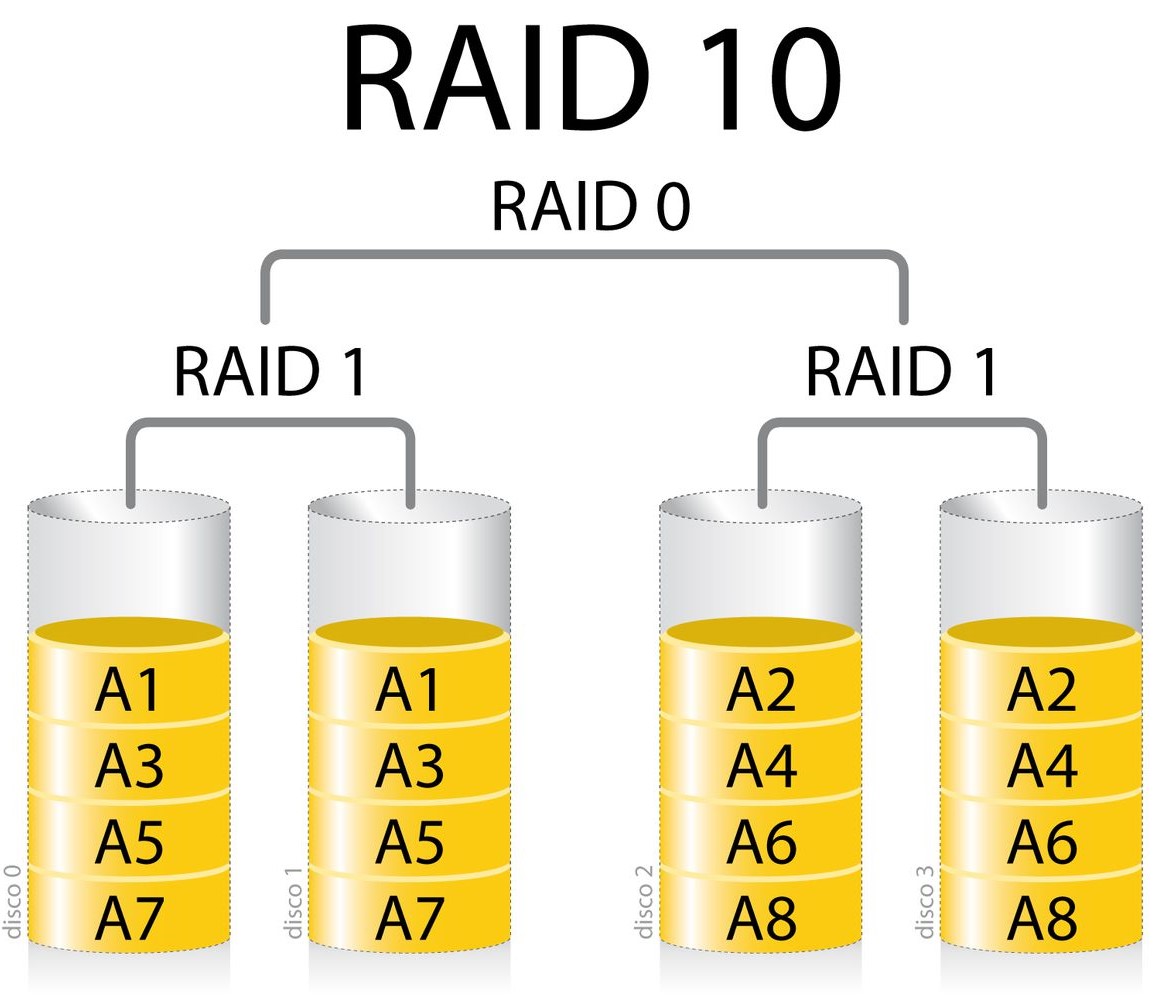 RAID 10
RAID 0
RAID 1
RAID 1
A1
A3
A5
A7
disco 0
A1
A3
A5
A7
disco 1
A2
A4
A6
A8
disco 2
A2
A4
A6
A8
disco 3